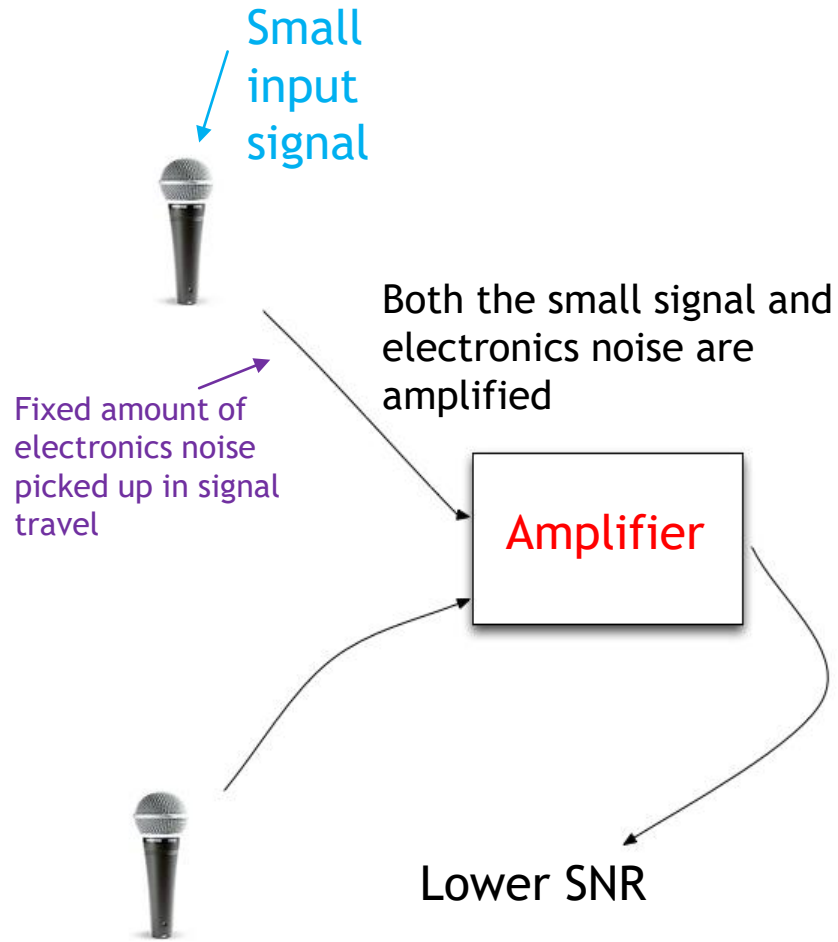 Small
input
signal
Both the small signal and
electronics noise are
amplified
Fixed amount of
electronics noise
picked up in signal
travel
Amplifier
Lower SNR